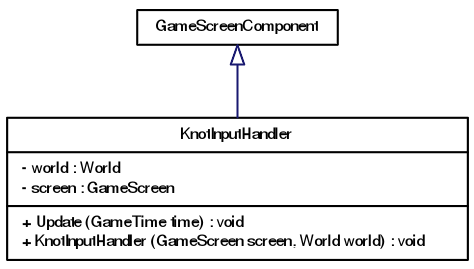 GameScreenComponent
KnotInputHandler
- world : World
- screen : GameScreen
+ Update (GameTime time) : void
+ KnotInputHandler (GameScreen screen, World world) : void